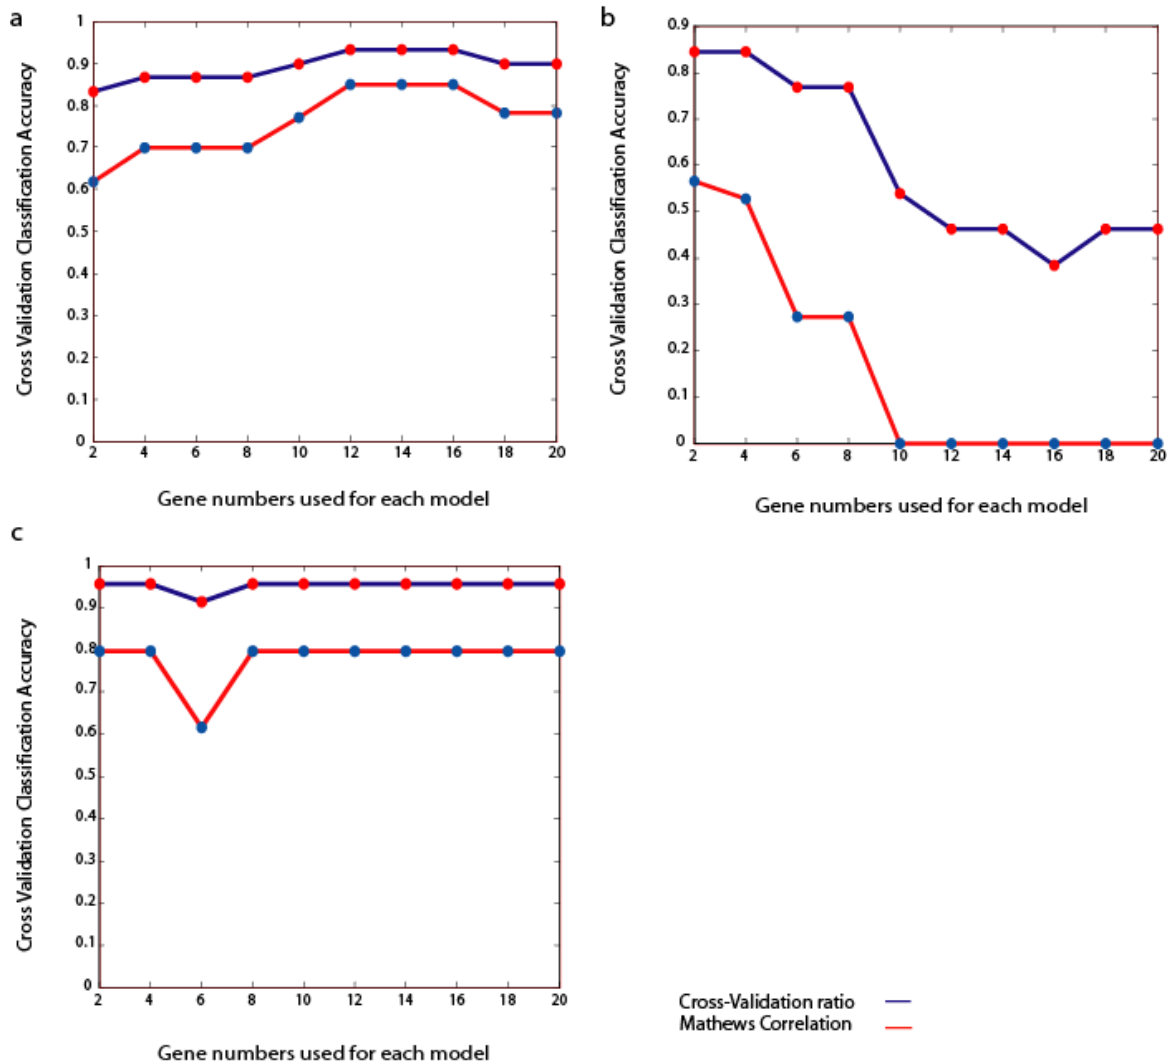 a
Cross Validation Classification Accuracy
1
0.9
0.8
0.7
0.6
0.5
0.4
0.3
0.2
0.1
0
2 4 6 8 10 12 14 16 18 20
Gene numbers used for each model
b
Cross Validation Classification Accuracy
0.9
0.8
0.7
0.6
0.5
0.4
0.3
0.2
0.1
0
2 4 6 8 10 12 14 16 18 20
Gene numbers used for each model
c
Cross Validation Classification Accuracy
1
0.9
0.8
0.7
0.6
0.5
0.4
0.3
0.2
0.1
0
2 4 6 8 10 12 14 16 18 20
Gene numbers used for each model
Cross-Validation ratio
Mathews Correlation